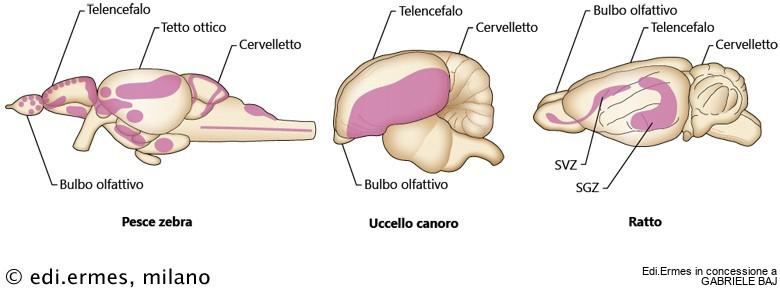 Telencefalo
Tetto ottico
Cervelletto
Bulbo olfattivo
Pesce zebra
Telencefalo
Cervelletto
Bulbo olfattivo
Uccello canoro
Bulbo olfattivo
Telencefalo
Cervelletto
SVZ
SGZ
Ratto
© edi.ermes, milano
Edi.Ermes in concessione a
GABRIELE BAJ